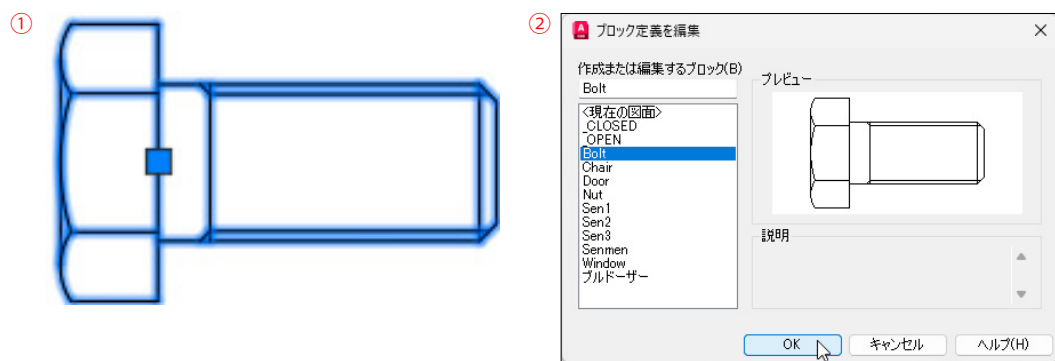 ①
②
ブロック定義を編集
作成または編集するブロック(B)
Bolt
<現在の図面>
_CLOSED
_OPEN
Bolt
Chair
Door
Nut
Sen1
Sen2
Sen3
Senmen
Window
ブルドーザー
プレビュー
説明
OK
キャンセル
ヘルプ(H)